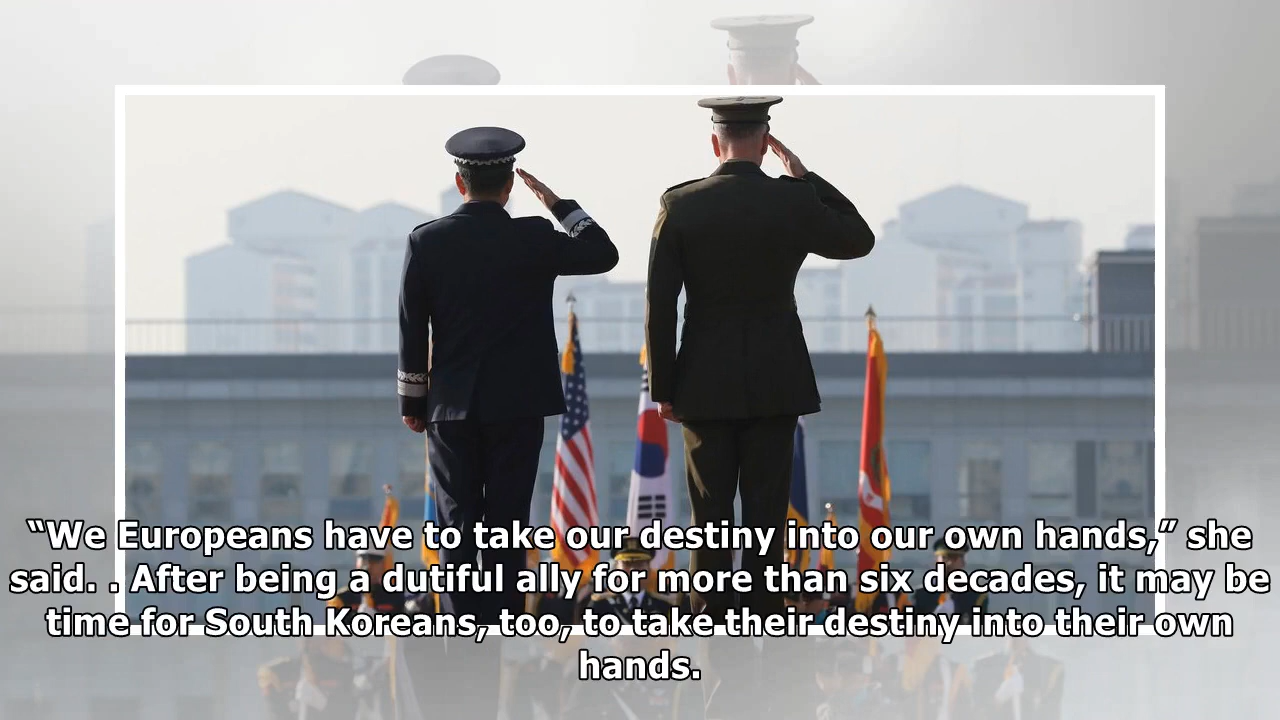 “We Europeans have to take our destiny into our own hands,” she
said. . After being a dutiful ally for more than six decades, it may be
time for South Koreans, too, to take their destiny into their own
hands.